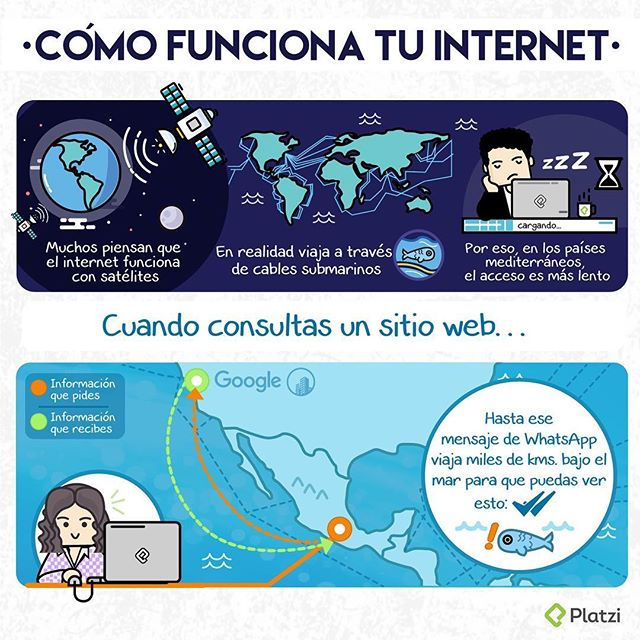 ·CÓMO FUNCIONA TU INTERNET·
Muchos piensan que
el internet funciona
con satélites
En realidad viaja a través
de cables submarinos
zzz
cargando...
Por eso, en los países
mediterráneos,
el acceso es más lento
Cuando consultas un sitio web...
Información
que pides
Información
que recibes
Google
Hasta ese
mensaje de WhatsApp
viaja miles de kms. bajo el
mar para que puedas ver
esto:
!
Platzi